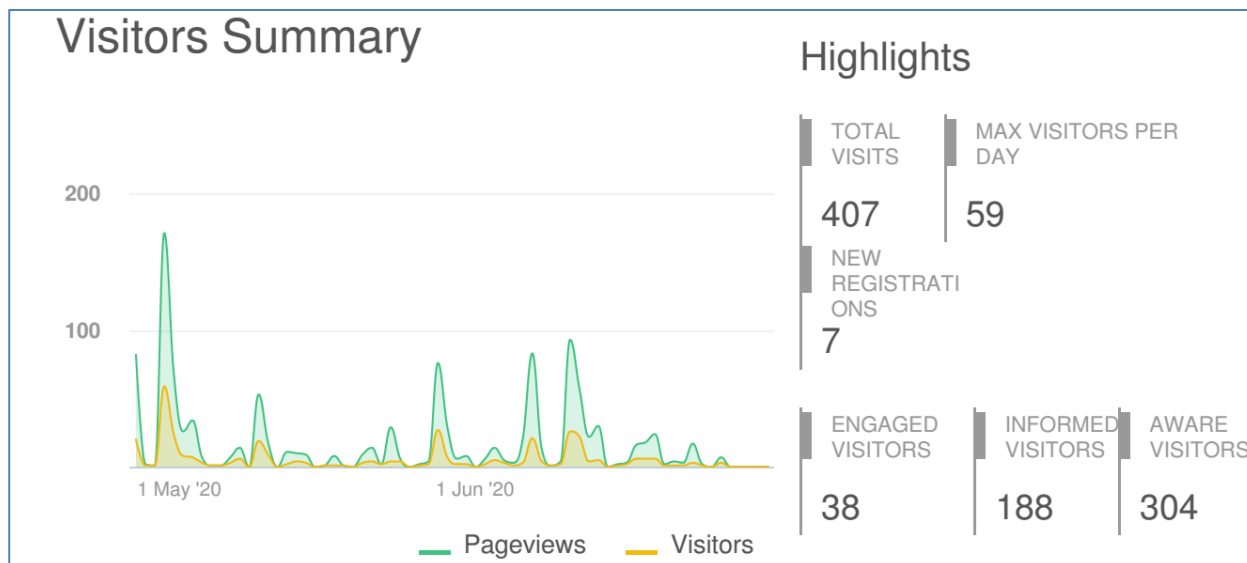 Visitors Summary
200
100
1 May '20
1 Jun '20
Pageviews
Visitors
Highlights
TOTAL
VISITS
407
MAX VISITORS PER
DAY
59
NEW
REGISTRATI
ONS
7
ENGAGED
VISITORS
38
INFORMED
VISITORS
188
AWARE
VISITORS
304